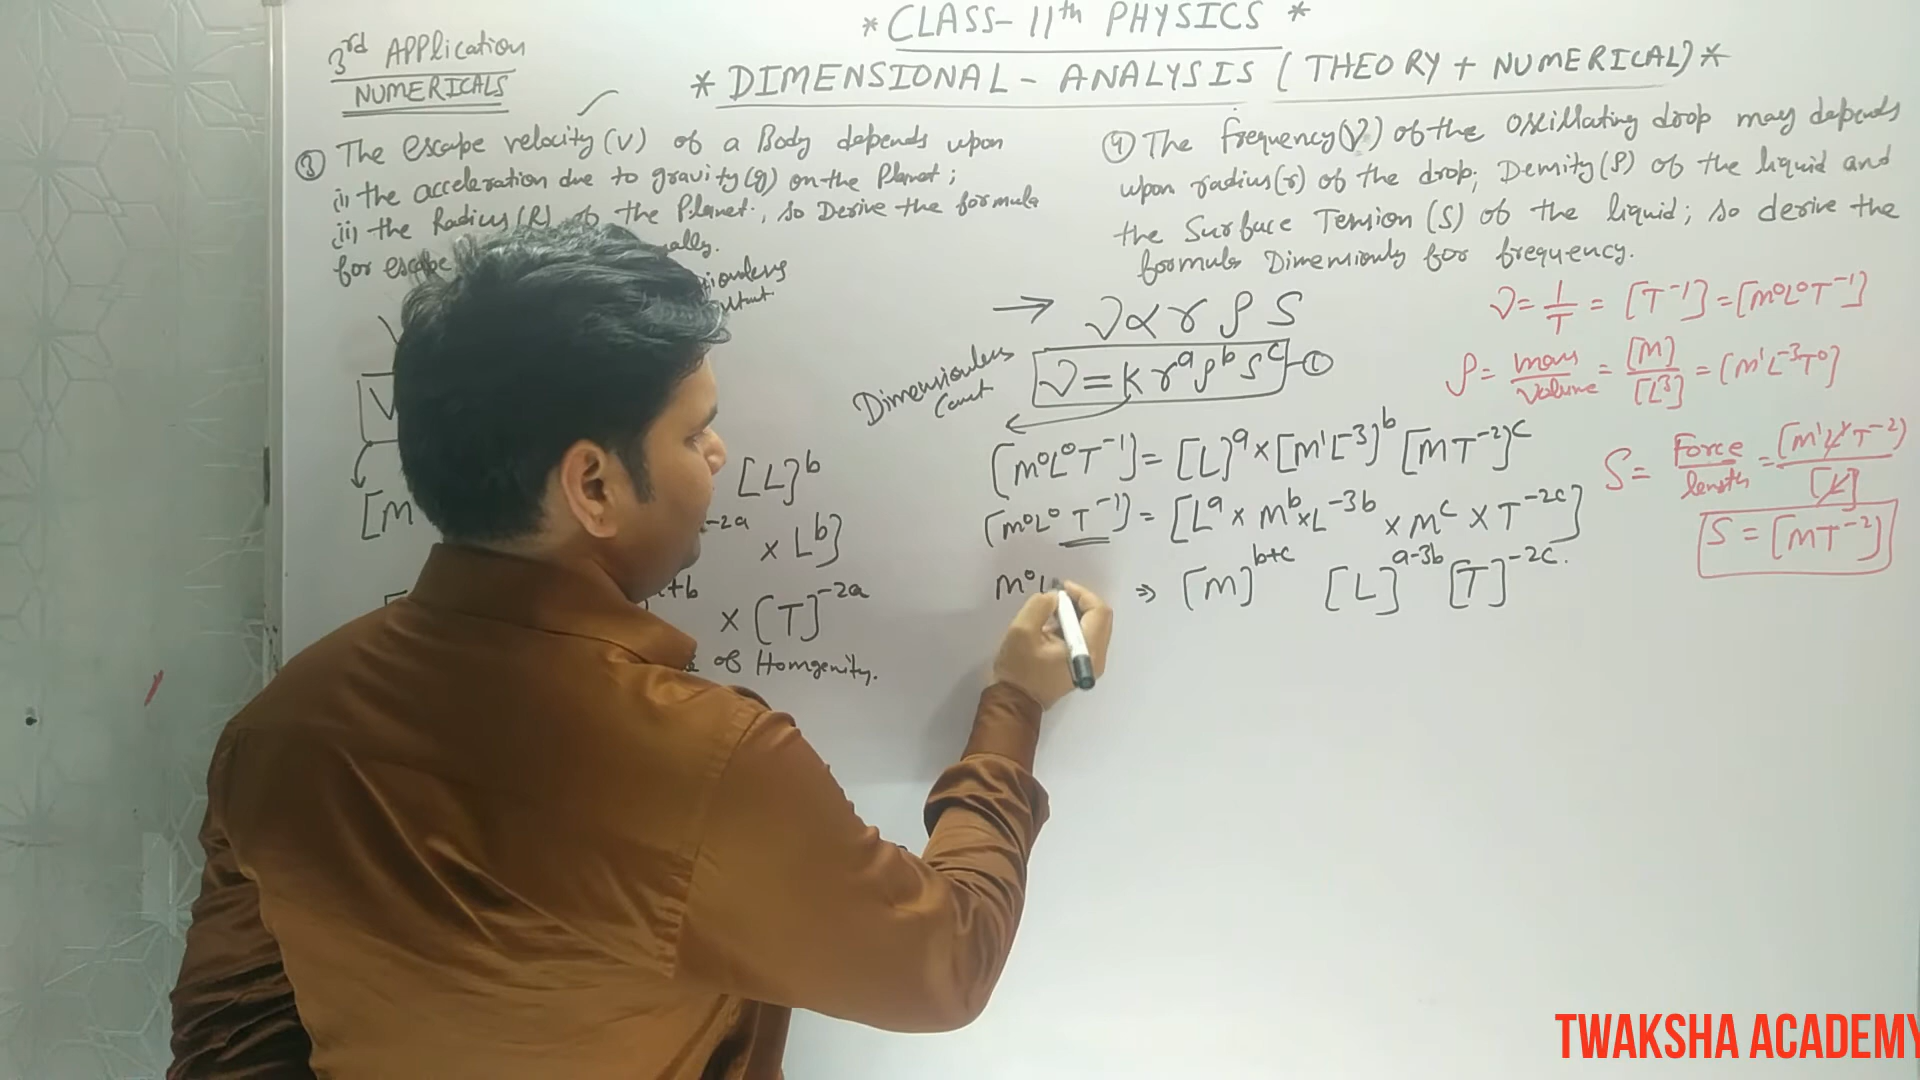 * CLASS- 11th PHYSICS *
* DIMENSIONAL - ANALYSIS ( THEORY + NUMERICAL) *
3rd APPlication
NUMERICALS
③ The escape velocity (v) of a Body depends upon
(i) the acceleration due to gravity (g) on the Planet ;
(ii) the Radius (R) of the Planet., so Derive the formula
for escape
[L]^b
-2a
× L^b]
[m
+b
× [T]^-2a
of Homgenity.
④ The frequency (ν) of the oscillating drop may depends
upon radius (r) of the drop; Density (ρ) of the liquid and
the Surface Tension (S) of the liquid; so derive the
formula Dimensionly for frequency.
→ ν ∝ r ρ S
Dimensionless
Const
ν = K r^a ρ^b S^c - ①
[M⁰L⁰T⁻¹] = [L]^a × [M¹L⁻³]^b [MT⁻²]^c
[M⁰L⁰ T⁻¹] = [L^a × M^b × L^-3b × M^c × T^-2c]
M⁰L ⇒ [M]^b+c [L]^a-3b [T]^-2c.
ν = 1/T = [T⁻¹] = [M⁰L⁰T⁻¹]
ρ = mass/volume = [M]/[L³] = [M¹L⁻³T⁰]
S = Force/length = [M¹L¹T⁻²]/[L]
S = [MT⁻²]
TWAKSHA ACADEMY